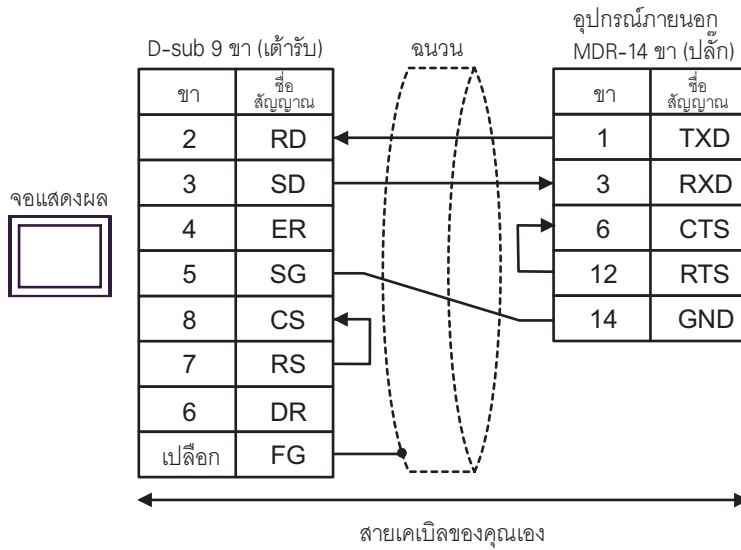 อุปกรณ์ภายนอก
D-sub 9 ขา (เต้ารับ) ฉนวน MDR-14 ขา (ปลั๊ก)
ขา ชื่อสัญญาณ ขา ชื่อสัญญาณ
2 RD 1 TXD
3 SD 3 RXD
จอแสดงผล
4 ER 6 CTS
5 SG 12 RTS
8 CS 14 GND
7 RS
6 DR
เปลือก FG
สายเคเบิลของคุณเอง